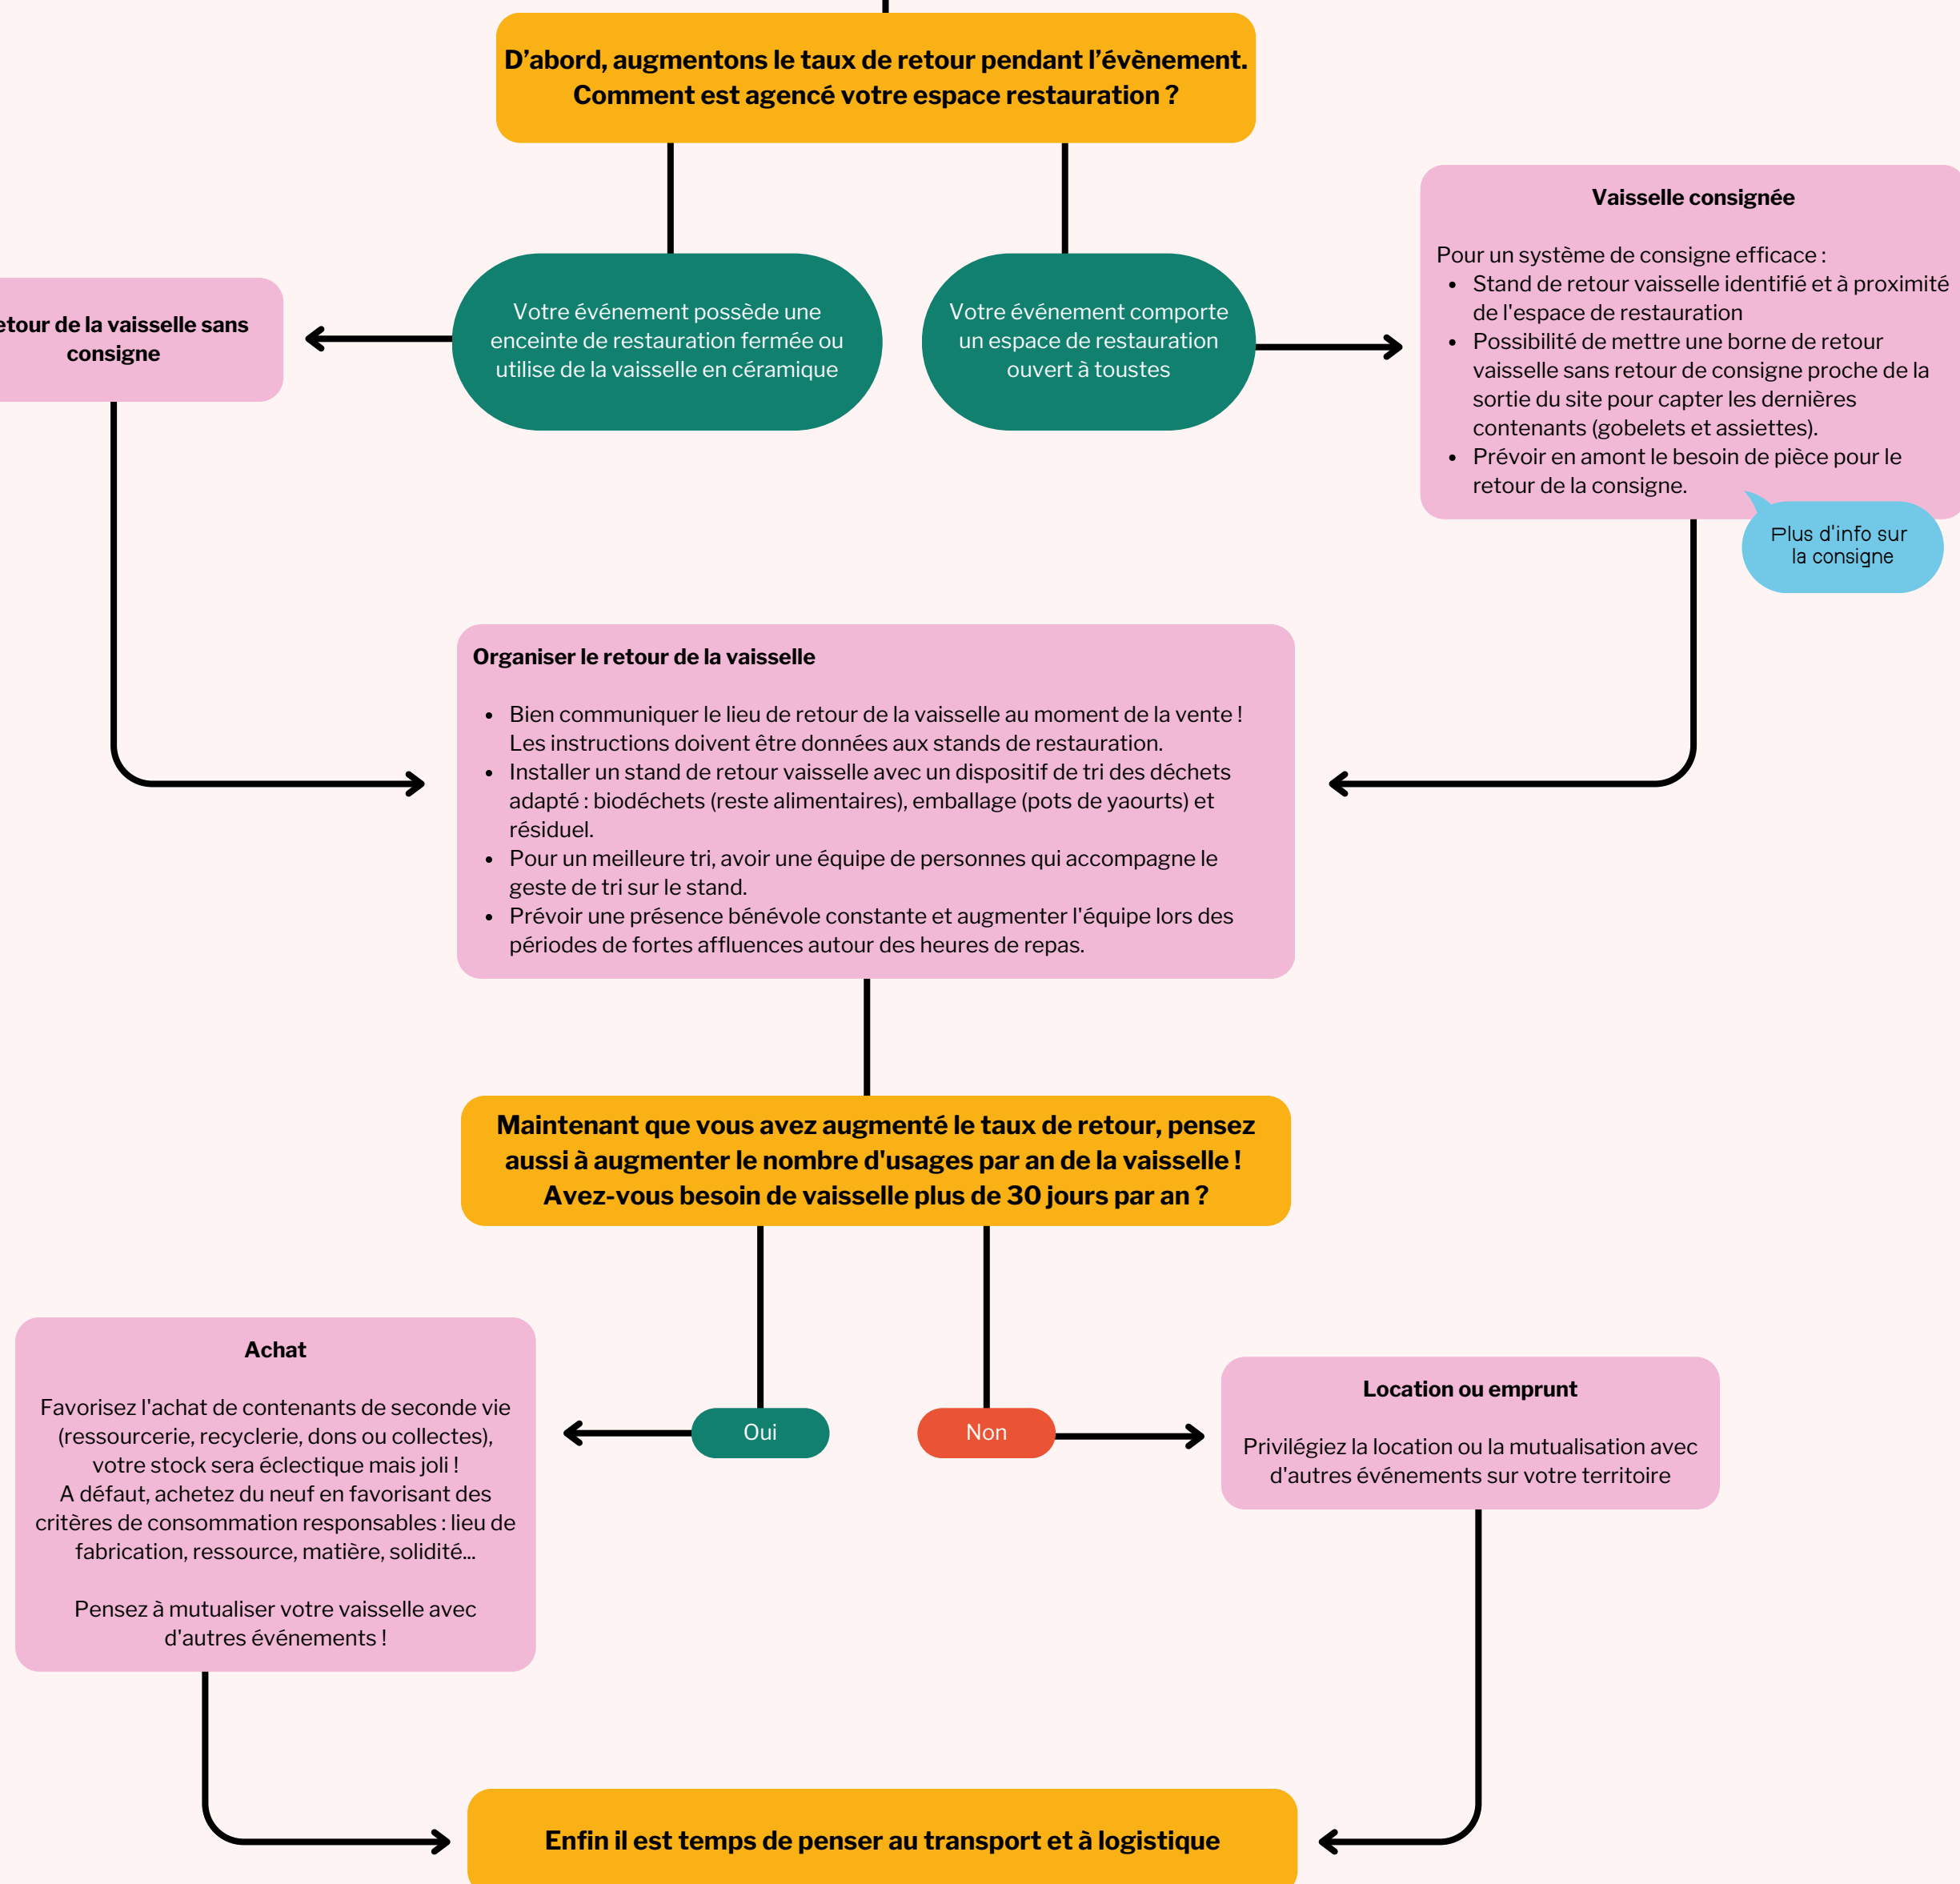 D’abord, augmentons le taux de retour pendant l’évènement.
Comment est agencé votre espace restauration ?
Vaisselle consignée
Pour un système de consigne efficace :
• Stand de retour vaisselle identifié et à proximité
de l'espace de restauration
• Possibilité de mettre une borne de retour
vaisselle sans retour de consigne proche de la
sortie du site pour capter les dernières
contenants (gobelets et assiettes).
• Prévoir en amont le besoin de pièce pour le
retour de la consigne.
Plus d'info sur
la consigne
Votre événement possède une
enceinte de restauration fermée ou
utilise de la vaisselle en céramique
Votre événement comporte
un espace de restauration
ouvert à toustes
etour de la vaisselle sans
consigne
Organiser le retour de la vaisselle
• Bien communiquer le lieu de retour de la vaisselle au moment de la vente !
Les instructions doivent être données aux stands de restauration.
• Installer un stand de retour vaisselle avec un dispositif de tri des déchets
adapté : biodéchets (reste alimentaires), emballage (pots de yaourts) et
résiduel.
• Pour un meilleure tri, avoir une équipe de personnes qui accompagne le
geste de tri sur le stand.
• Prévoir une présence bénévole constante et augmenter l'équipe lors des
périodes de fortes affluences autour des heures de repas.
Maintenant que vous avez augmenté le taux de retour, pensez
aussi à augmenter le nombre d'usages par an de la vaisselle !
Avez-vous besoin de vaisselle plus de 30 jours par an ?
Oui
Non
Achat
Favorisez l'achat de contenants de seconde vie
(ressourcerie, recyclerie, dons ou collectes),
votre stock sera éclectique mais joli !
A défaut, achetez du neuf en favorisant des
critères de consommation responsables : lieu de
fabrication, ressource, matière, solidité...
Pensez à mutualiser votre vaisselle avec
d'autres événements !
Location ou emprunt
Privilégiez la location ou la mutualisation avec
d'autres événements sur votre territoire
Enfin il est temps de penser au transport et à logistique